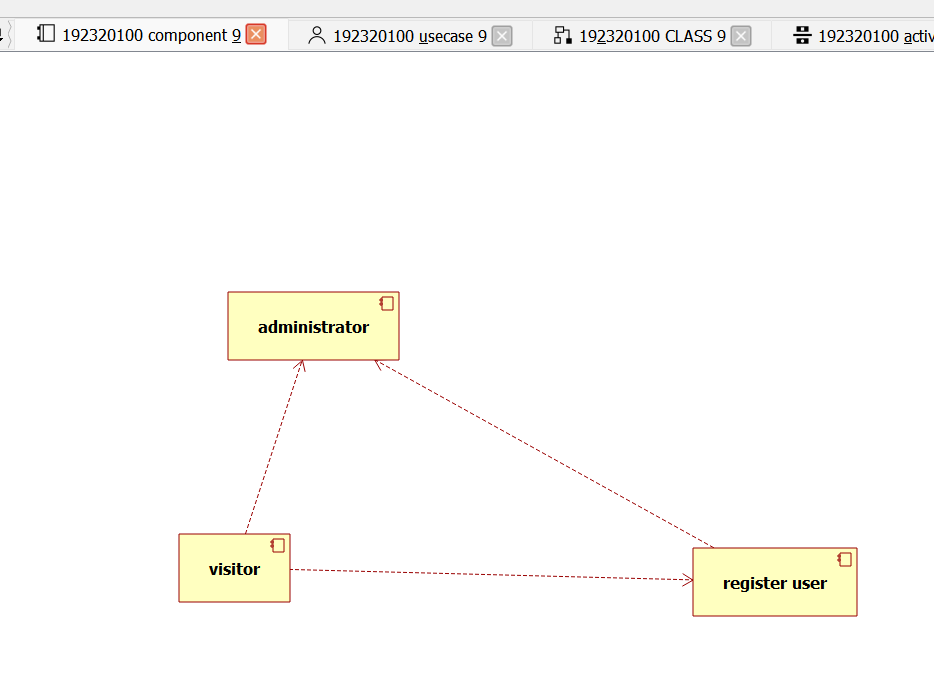 192320100 component 9
192320100 usecase 9
192320100 CLASS 9
192320100 activ
administrator
visitor
register user